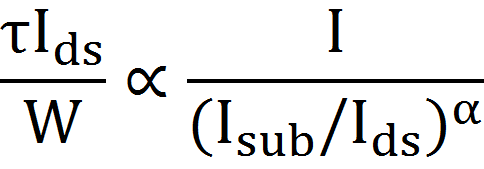 τI_ds/W ∝ I/(I_sub/I_ds)^α